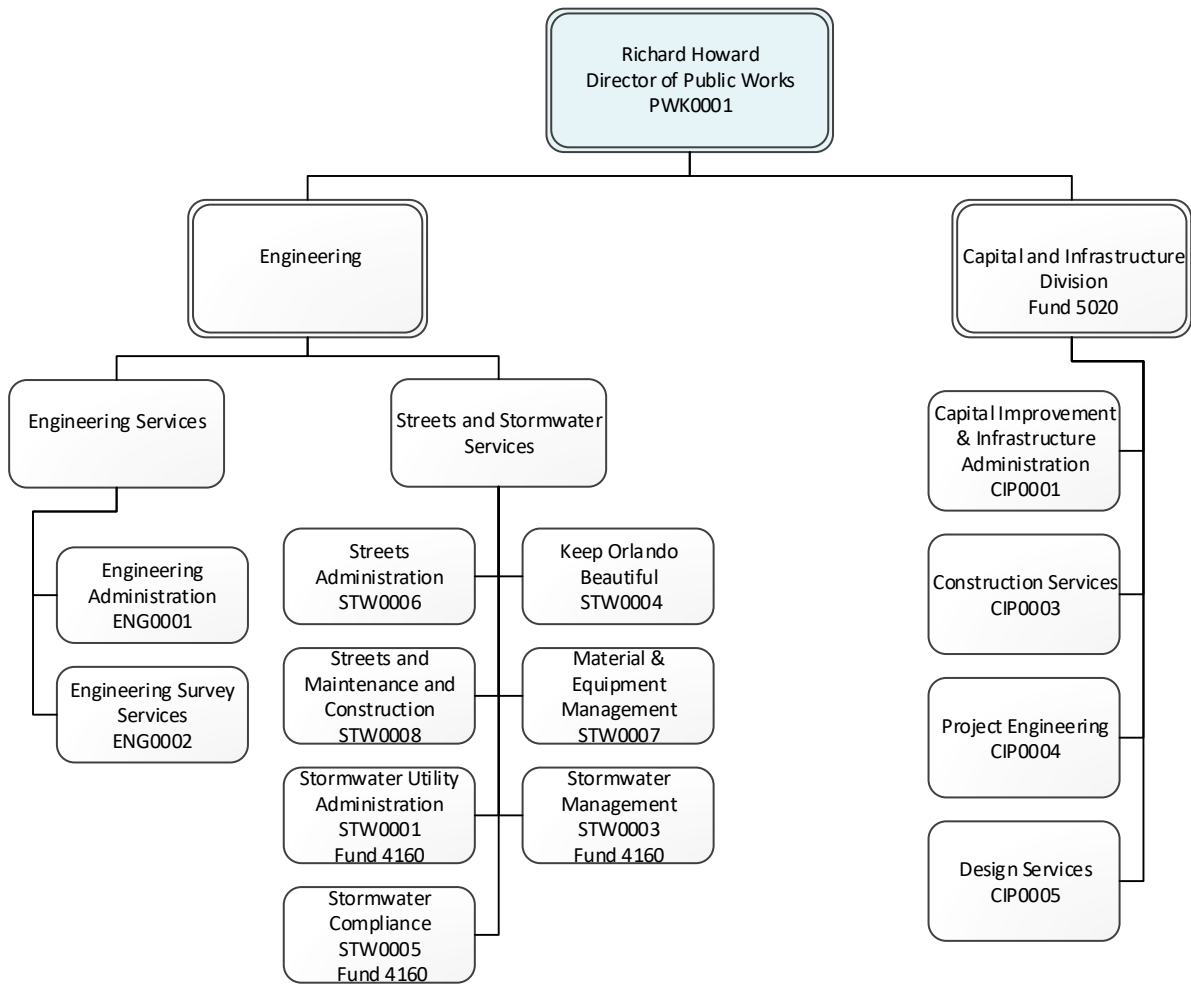 Richard Howard
Director of Public Works
PWK0001
Engineering
Capital and Infrastructure
Division
Fund 5020
Engineering Services
Streets and Stormwater
Services
Engineering
Administration
ENG0001
Engineering Survey
Services
ENG0002
Streets
Administration
STW0006
Keep Orlando
Beautiful
STW0004
Streets and
Maintenance and
Construction
STW0008
Material &
Equipment
Management
STW0007
Stormwater Utility
Administration
STW0001
Fund 4160
Stormwater
Management
STW0003
Fund 4160
Stormwater
Compliance
STW0005
Fund 4160
Capital Improvement
& Infrastructure
Administration
CIP0001
Construction Services
CIP0003
Project Engineering
CIP0004
Design Services
CIP0005